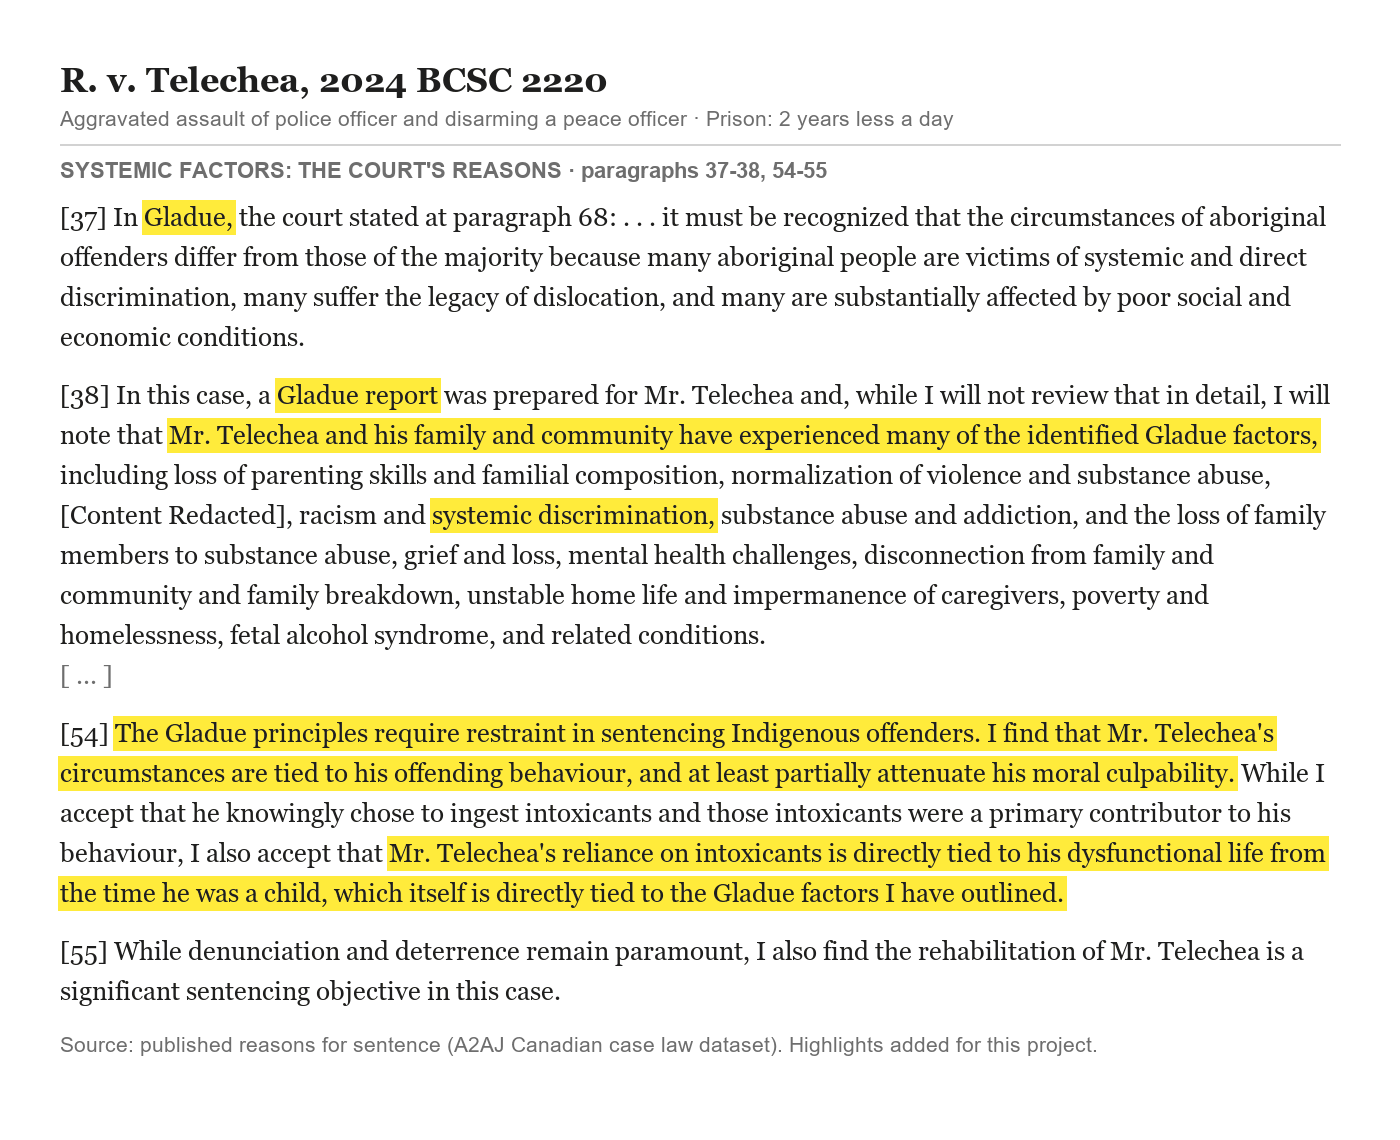 R. v. Telechea, 2024 BCSC 2220
Aggravated assault of police officer and disarming a peace officer · Prison: 2 years less a day
SYSTEMIC FACTORS: THE COURT'S REASONS · paragraphs 37-38, 54-55
[37] In Gladue, the court stated at paragraph 68: . . . it must be recognized that the circumstances of aboriginal
offenders differ from those of the majority because many aboriginal people are victims of systemic and direct
discrimination, many suffer the legacy of dislocation, and many are substantially affected by poor social and
economic conditions.
[38] In this case, a Gladue report was prepared for Mr. Telechea and, while I will not review that in detail, I will
note that Mr. Telechea and his family and community have experienced many of the identified Gladue factors,
including loss of parenting skills and familial composition, normalization of violence and substance abuse,
[Content Redacted], racism and systemic discrimination, substance abuse and addiction, and the loss of family
members to substance abuse, grief and loss, mental health challenges, disconnection from family and
community and family breakdown, unstable home life and impermanence of caregivers, poverty and
homelessness, fetal alcohol syndrome, and related conditions.
[ ... ]
[54] The Gladue principles require restraint in sentencing Indigenous offenders. I find that Mr. Telechea's
circumstances are tied to his offending behaviour, and at least partially attenuate his moral culpability. While I
accept that he knowingly chose to ingest intoxicants and those intoxicants were a primary contributor to his
behaviour, I also accept that Mr. Telechea's reliance on intoxicants is directly tied to his dysfunctional life from
the time he was a child, which itself is directly tied to the Gladue factors I have outlined.
[55] While denunciation and deterrence remain paramount, I also find the rehabilitation of Mr. Telechea is a
significant sentencing objective in this case.
Source: published reasons for sentence (A2AJ Canadian case law dataset). Highlights added for this project.